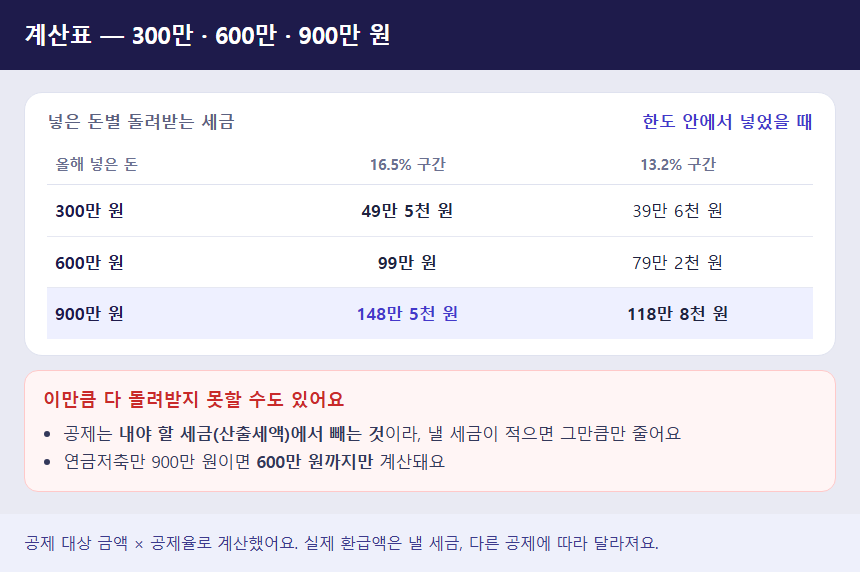 계산표 — 300만 · 600만 · 900만 원
넣은 돈별 돌려받는 세금 한도 안에서 넣었을 때
올해 넣은 돈 16.5% 구간 13.2% 구간
300만 원 49만 5천 원 39만 6천 원
600만 원 99만 원 79만 2천 원
900만 원 148만 5천 원 118만 8천 원
이만큼 다 돌려받지 못할 수도 있어요
• 공제는 내야 할 세금(산출세액)에서 빼는 것이라, 낼 세금이 적으면 그만큼만 줄어요
• 연금저축만 900만 원이면 600만 원까지만 계산돼요
공제 대상 금액 × 공제율로 계산했어요. 실제 환급액은 낼 세금, 다른 공제에 따라 달라져요.